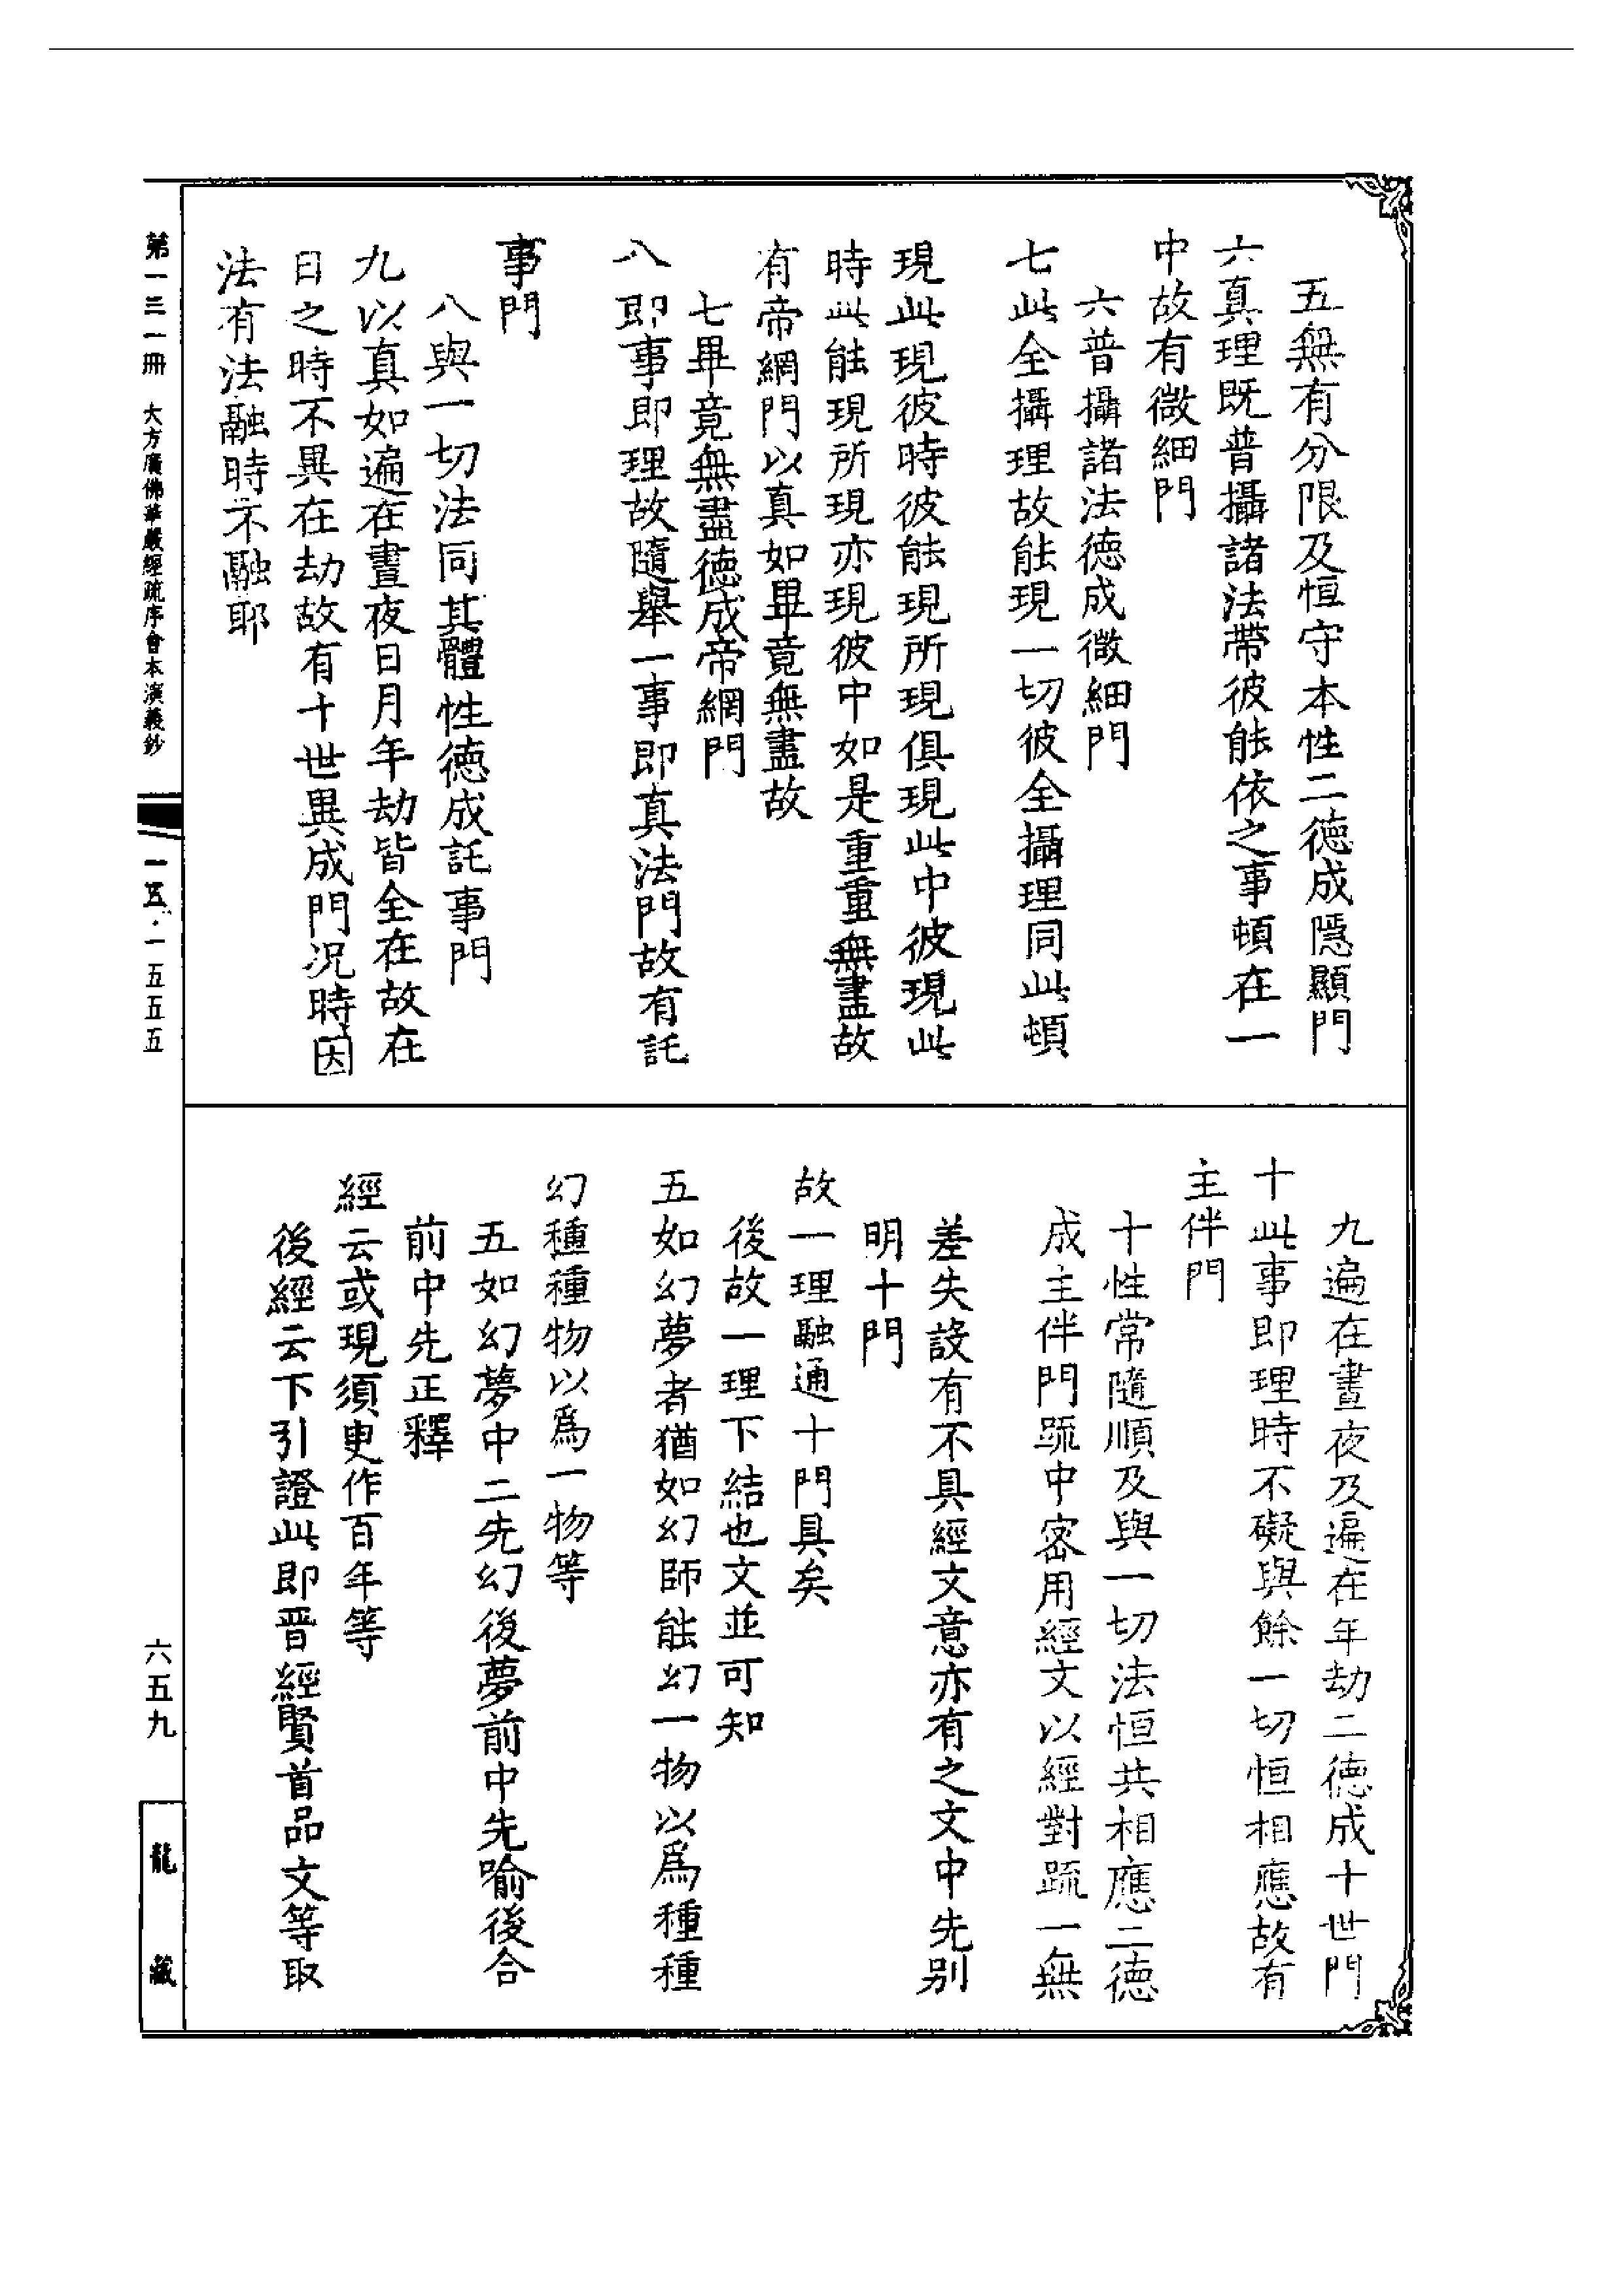 五無有分限及恒守本性二德成隱顯門
六真理既普攝諸法帶彼能依之事頓在一
中故有微細門
六普攝諸法德成微細門
七此全攝理故能現一切彼全攝理同此頓
現此現彼時彼能現所現俱現此中彼現此
時此能現所現亦現彼中如是重重無盡故
有帝網門以真如畢竟無盡故
七畢竟無盡德成帝網門
八即事即理故隨舉一事即真法門故有託
事門
八與一切法同其體性德成託事門
九以真如遍在晝夜日月年劫皆全在故在
日之時不異在劫故有十世異成門況時因
法有法融時不融耶
九遍在晝夜及遍在年劫二德成十世門
十此事即理時不礙與餘一切恒相應故有
主伴門
十性常隨順及與一切法恒共相應二德
成主伴門疏中密用經文以經對疏一無
差失設有不具經文意亦有之文中先別
明十門
故一理融通十門具矣
後故一理下結也文並可知
五如幻夢者猶如幻師能幻一物以爲種種
幻種種物以爲一物等
五如幻夢中二先幻後夢前中先喻後合
前中先正釋
經云或現須臾作百年等
後經云下引證此即晋經賢首品文等取
第一三一冊 大方廣佛華嚴經疏序會本演義鈔
一五·一五五五
六五九
龍藏